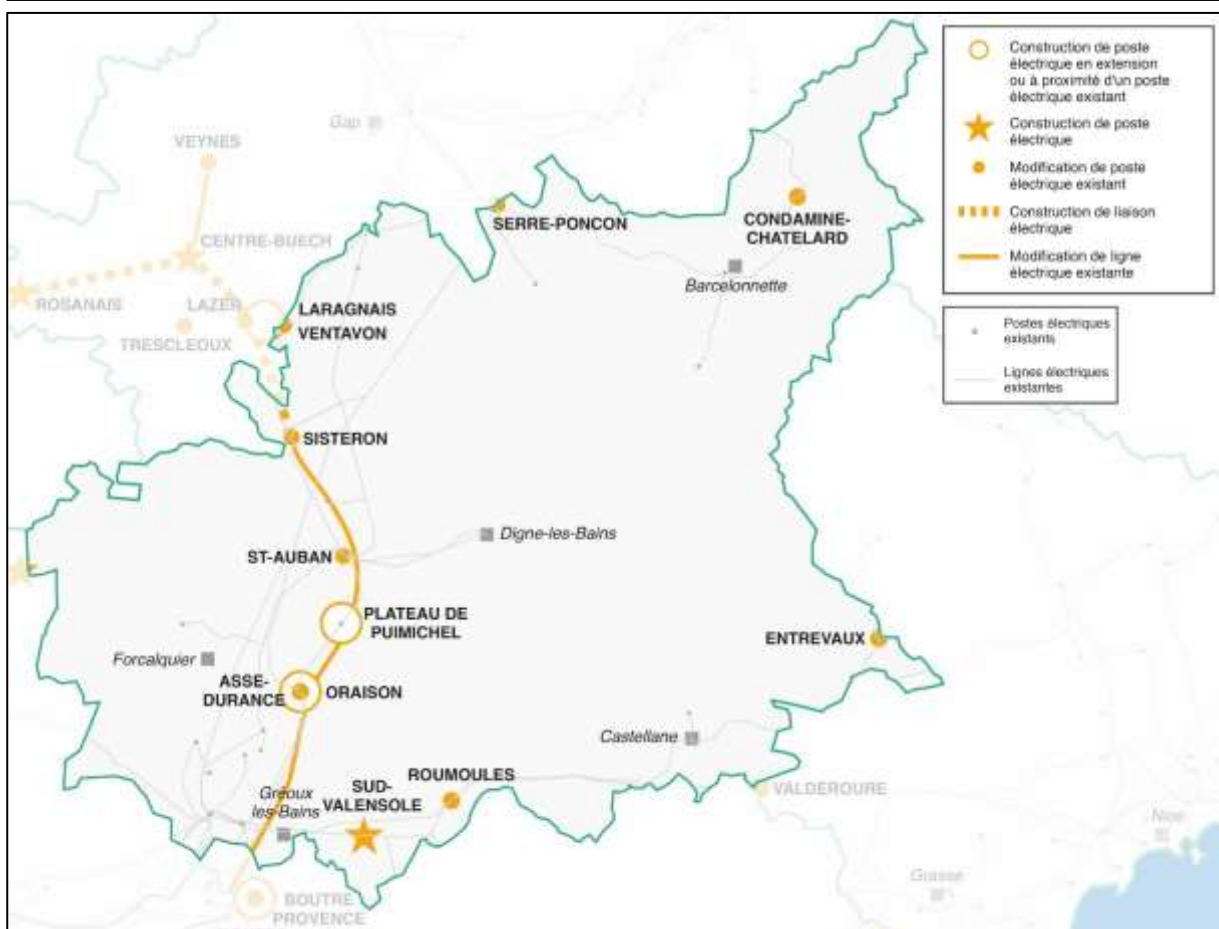 Construction de poste
électrique en extension
ou à proximité d'un poste
électrique existant
Construction de poste
électrique
Modification de poste
électrique existant
Construction de liaison
électrique
Modification de ligne
électrique existante
Postes électriques
existants
Lignes électriques
existantes
Gap
VEYNES
SERRE-PONCON
CONDAMINE-
CHATELARD
CENTRE-BUECH
Barcelonnette
ROSANAIS
LAZER
LARAGNAIS
VENTAVON
TRESCLEOUX
SISTERON
Digne-les-Bains
ST-AUBAN
PLATEAU DE
PUIMICHEL
ENTREVAUX
Forcalquier
ASSE-
DURANCE
ORAISON
Castellane
ROUMOULES
SUD-
VALENSOLE
Gréoux
les-Bains
VALDEROURE
Nice
Grasse
BOUTRE
PROVENCE